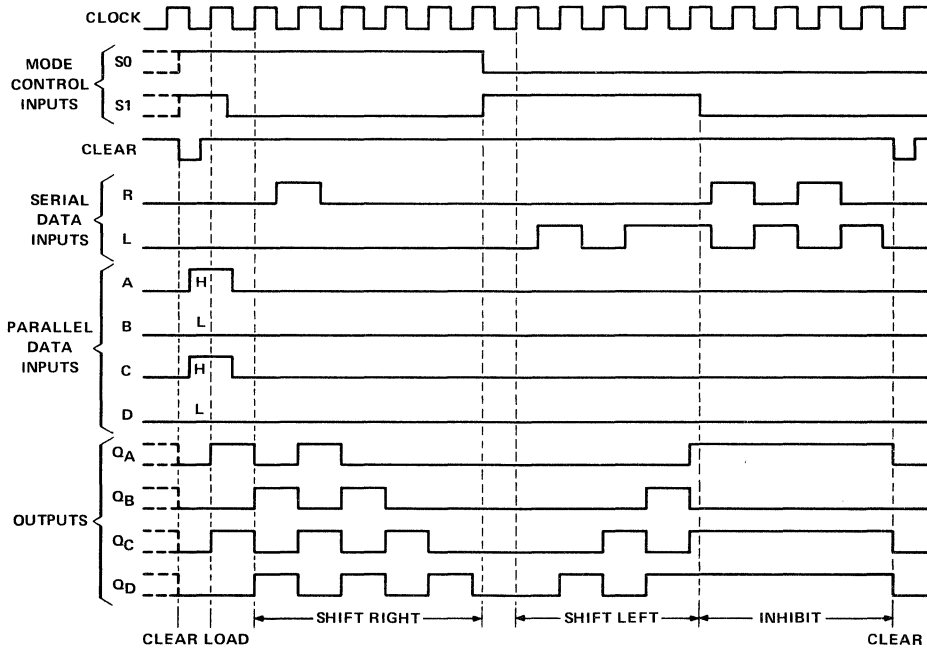 CLOCK
MODE
CONTROL
INPUTS
S0
S1
CLEAR
SERIAL
DATA
INPUTS
R
L
PARALLEL
DATA
INPUTS
A
H
B
L
C
H
D
L
OUTPUTS
QA
QB
QC
QD
SHIFT RIGHT
SHIFT LEFT
INHIBIT
CLEAR LOAD
CLEAR